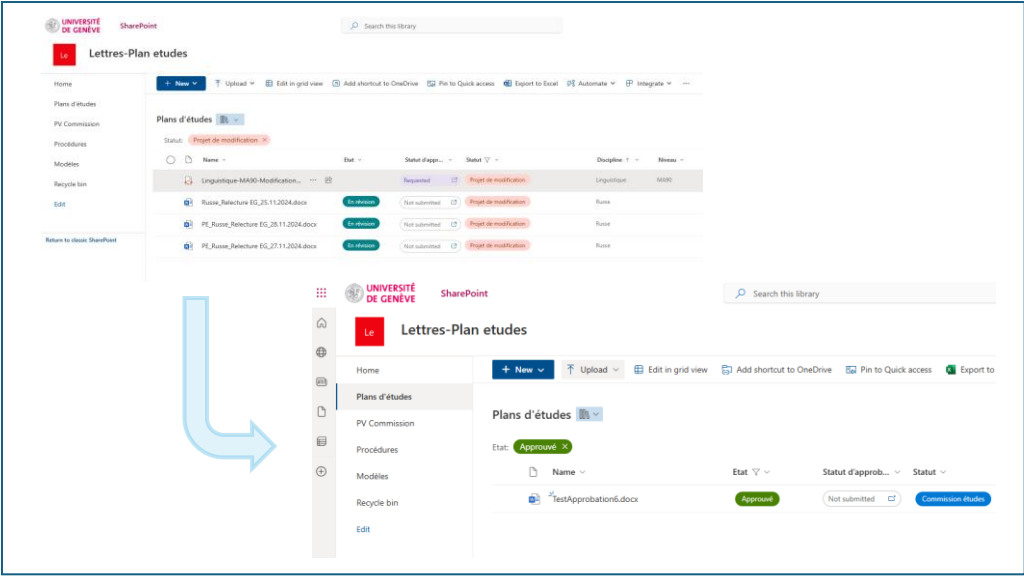 UNIVERSITÉ
DE GENÈVE
SharePoint
Search this library
Le
Lettres-Plan etudes
Home
Plans d'études
PV Commission
Procédures
Modèles
Recycle bin
Edit
Return to classic SharePoint
+ New Upload Edit in grid view Add shortcut to OneDrive Pin to Quick access Export to Excel Automate Integrate ...
Plans d'études
Statut: Projet de modification ×
Name Etat Statut d'appr... Statut Discipline ↑ Niveau
Linguistique-MA90-Modification... ... Requested Projet de modification Linguistique MA90
Russe_Relecture EG_25.11.2024.docx En révision Not submitted Projet de modification Russe
PE_Russe_Relecture EG_28.11.2024.docx En révision Not submitted Projet de modification Russe
PE_Russe_Relecture EG_27.11.2024.docx En révision Not submitted Projet de modification Russe
UNIVERSITÉ
DE GENÈVE
SharePoint
Search this library
Le
Lettres-Plan etudes
Home
Plans d'études
PV Commission
Procédures
Modèles
Recycle bin
Edit
+ New Upload Edit in grid view Add shortcut to OneDrive Pin to Quick access Export to
Plans d'études
Etat: Approuvé ×
Name Etat Statut d'approb... Statut
TestApprobation6.docx Approuvé Not submitted Commission études